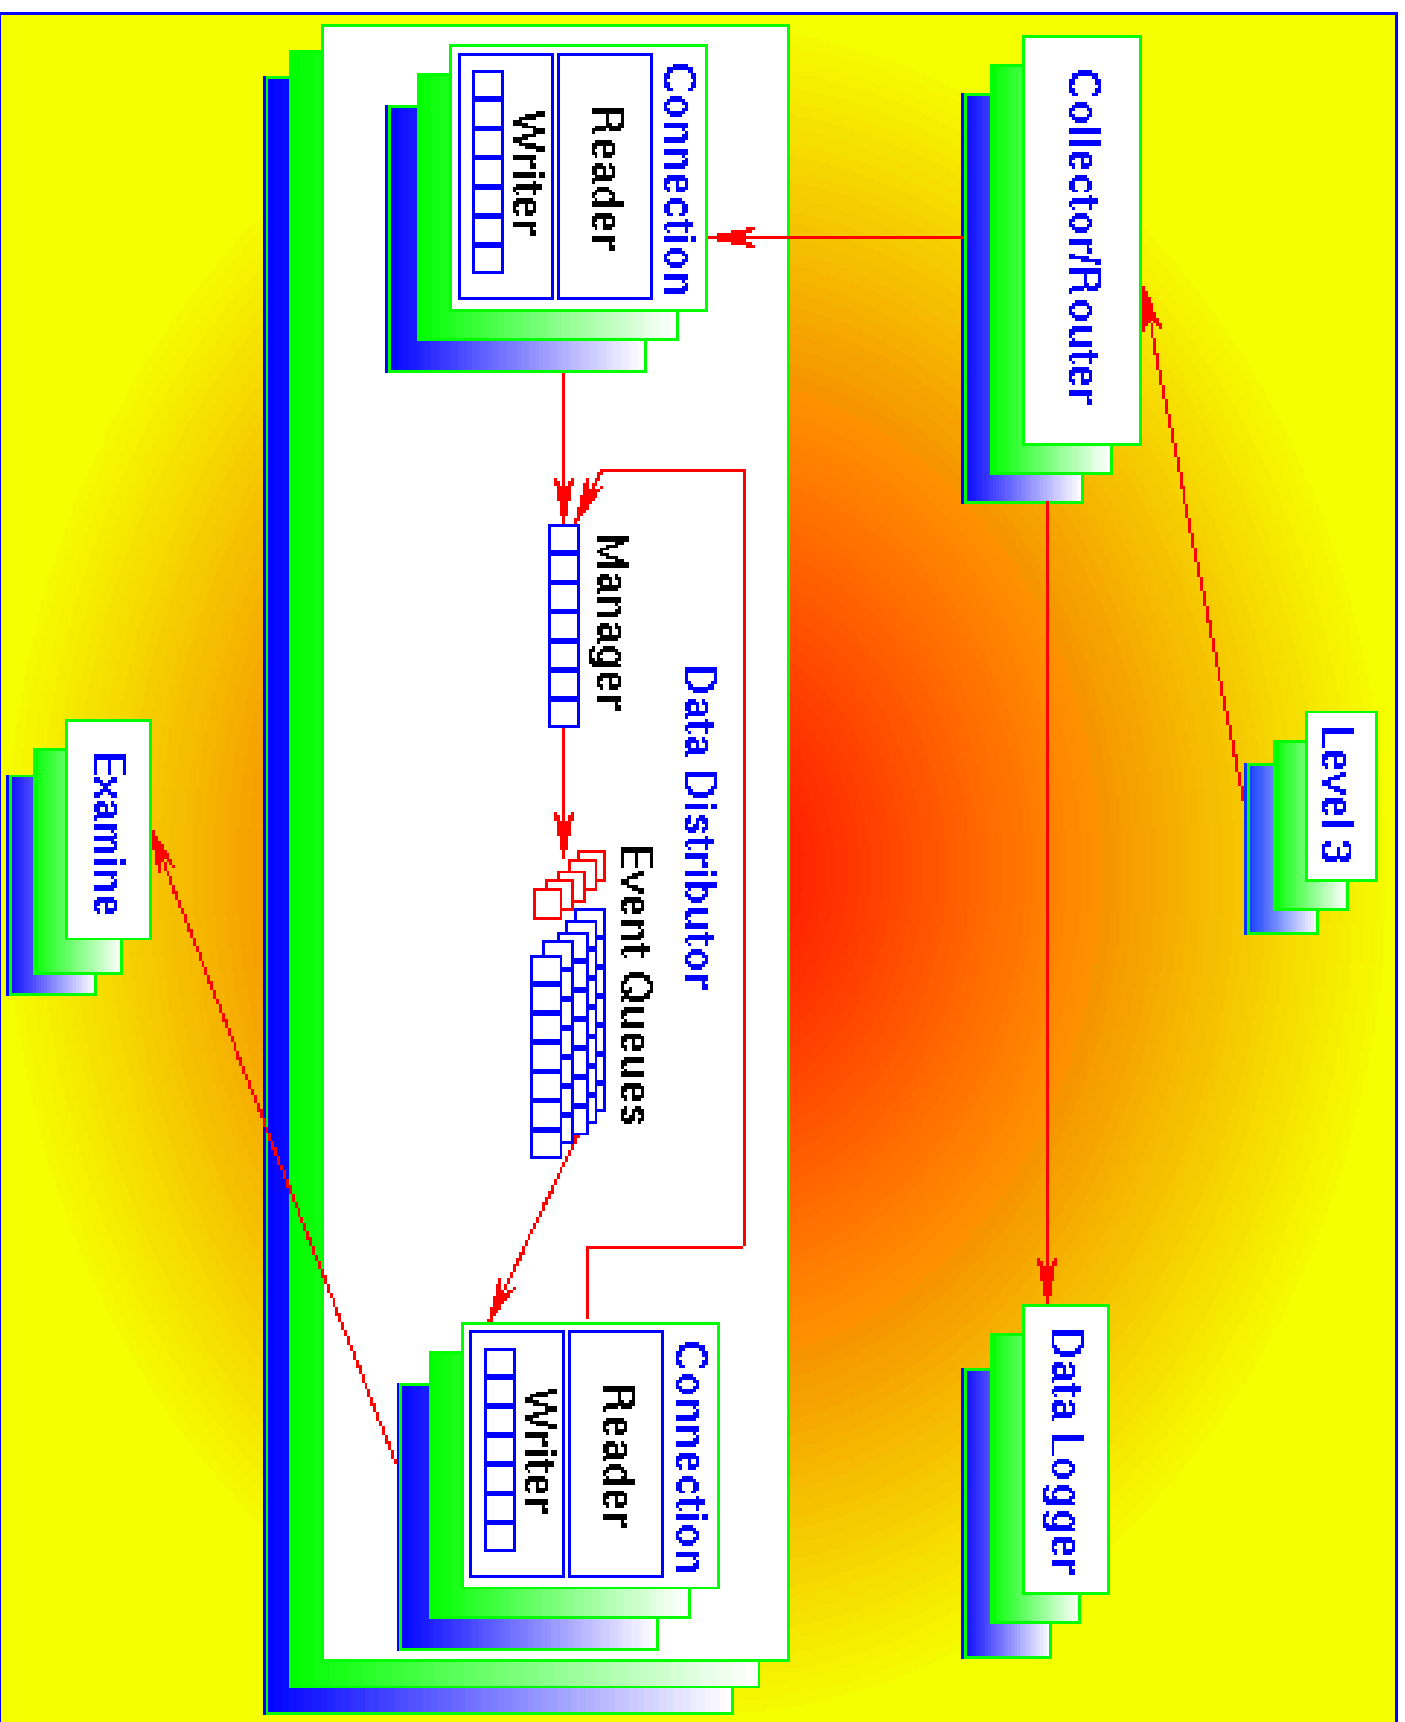 Level 3
Collector/Router
Data Logger
Data Distributor
Connection
Reader
Writer
Manager
Event Queues
Connection
Reader
Writer
Examine